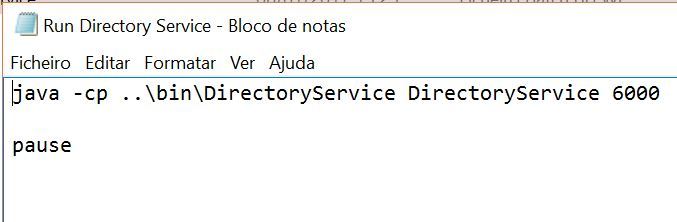 Run Directory Service - Bloco de notas
Ficheiro Editar Formatar Ver Ajuda
java -cp ..\bin\DirectoryService DirectoryService 6000
pause